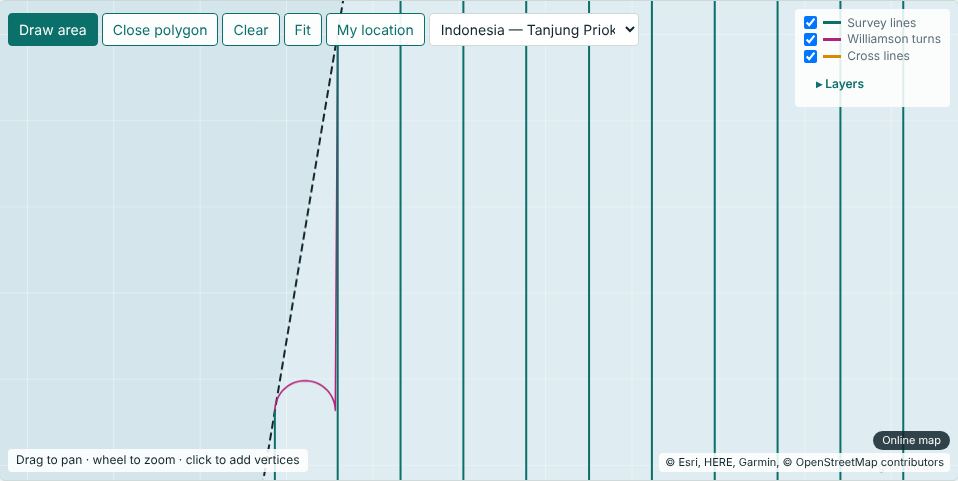 Draw area
Close polygon
Clear
Fit
My location
Indonesia — Tanjung Priok
Survey lines
Williamson turns
Cross lines
▸ Layers
Online map
Drag to pan · wheel to zoom · click to add vertices
© Esri, HERE, Garmin, © OpenStreetMap contributors